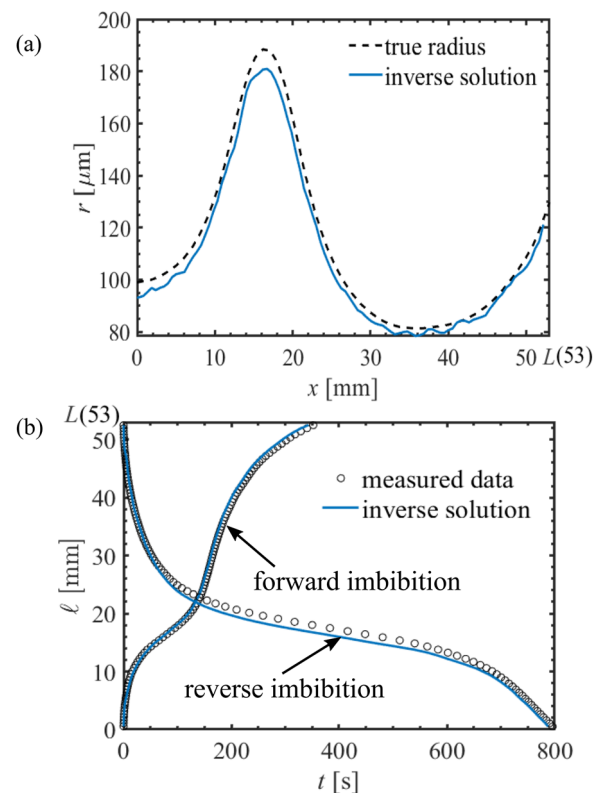 (a)
200
180
160
140
120
100
80
r [μm]
true radius
inverse solution
0
10
20
30
40
50
L(53)
x [mm]
(b)
L(53)
50
40
30
20
10
0
ℓ [mm]
measured data
inverse solution
forward imbibition
reverse imbibition
0
200
400
600
800
t [s]